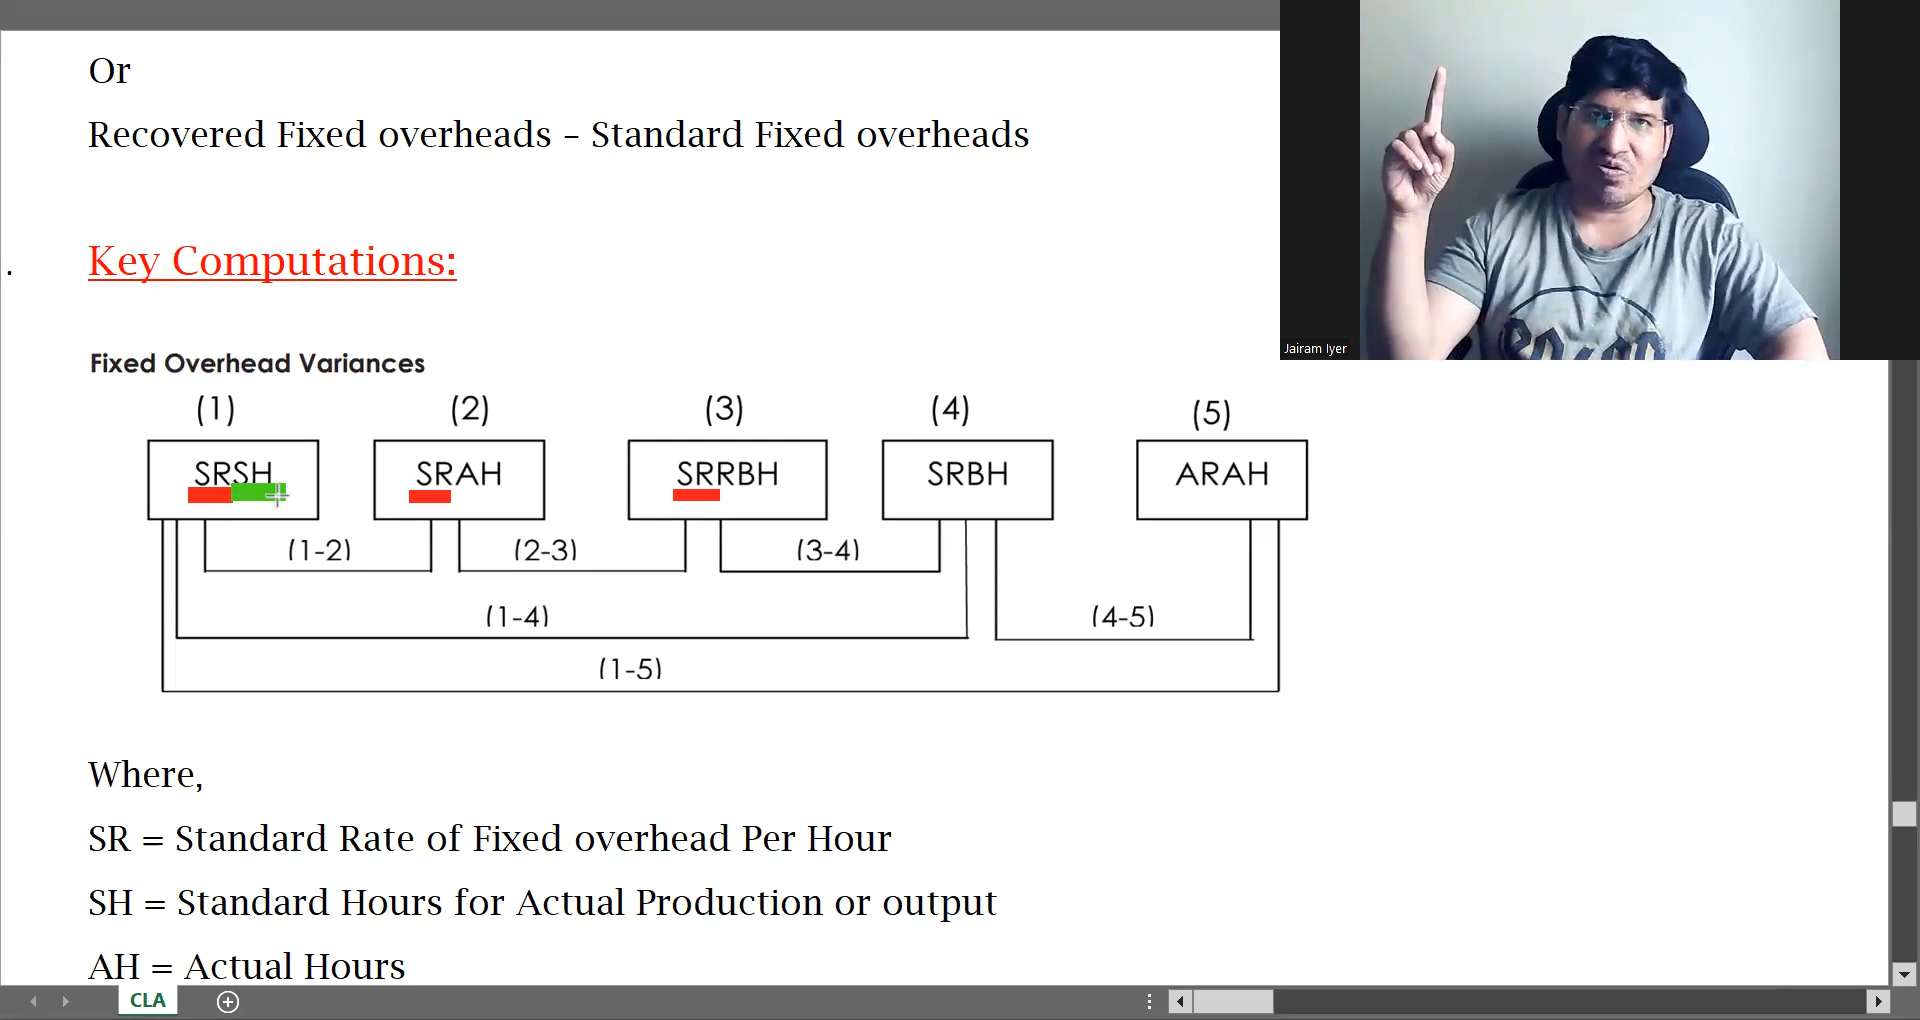 Or
Recovered Fixed overheads – Standard Fixed overheads
. Key Computations:
Jairam Iyer
Fixed Overhead Variances
(1) (2) (3) (4) (5)
SRSH SRAH SRRBH SRBH ARAH
(1-2) (2-3) (3-4)
(1-4) (4-5)
(1-5)
Where,
SR = Standard Rate of Fixed overhead Per Hour
SH = Standard Hours for Actual Production or output
AH = Actual Hours
CLA